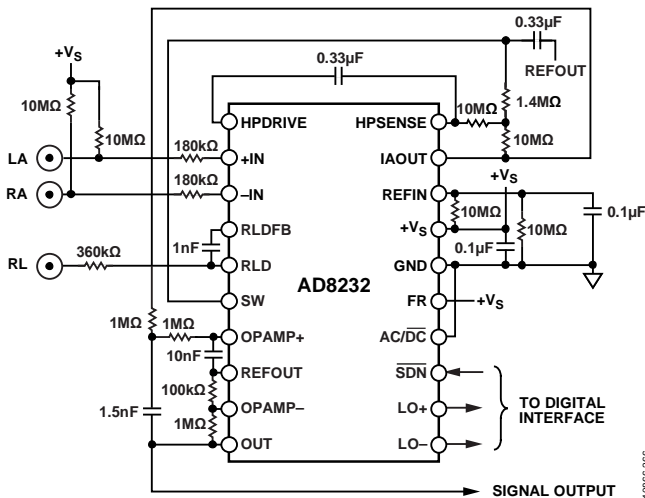 0.33µF
+VS
0.33µF
REFOUT
10MΩ
10MΩ
1.4MΩ
10MΩ
10MΩ
LA
180kΩ
HPDRIVE
HPSENSE
+IN
IAOUT
RA
180kΩ
–IN
REFIN
+VS
10MΩ
0.1µF
RL
360kΩ
1nF
RLDFB
+VS
0.1µF
10MΩ
RLD
GND
AD8232
SW
FR
+VS
1MΩ
1MΩ
OPAMP+
AC/DC
10nF
REFOUT
SDN
100kΩ
1.5nF
OPAMP–
LO+
TO DIGITAL
INTERFACE
1MΩ
OUT
LO–
SIGNAL OUTPUT